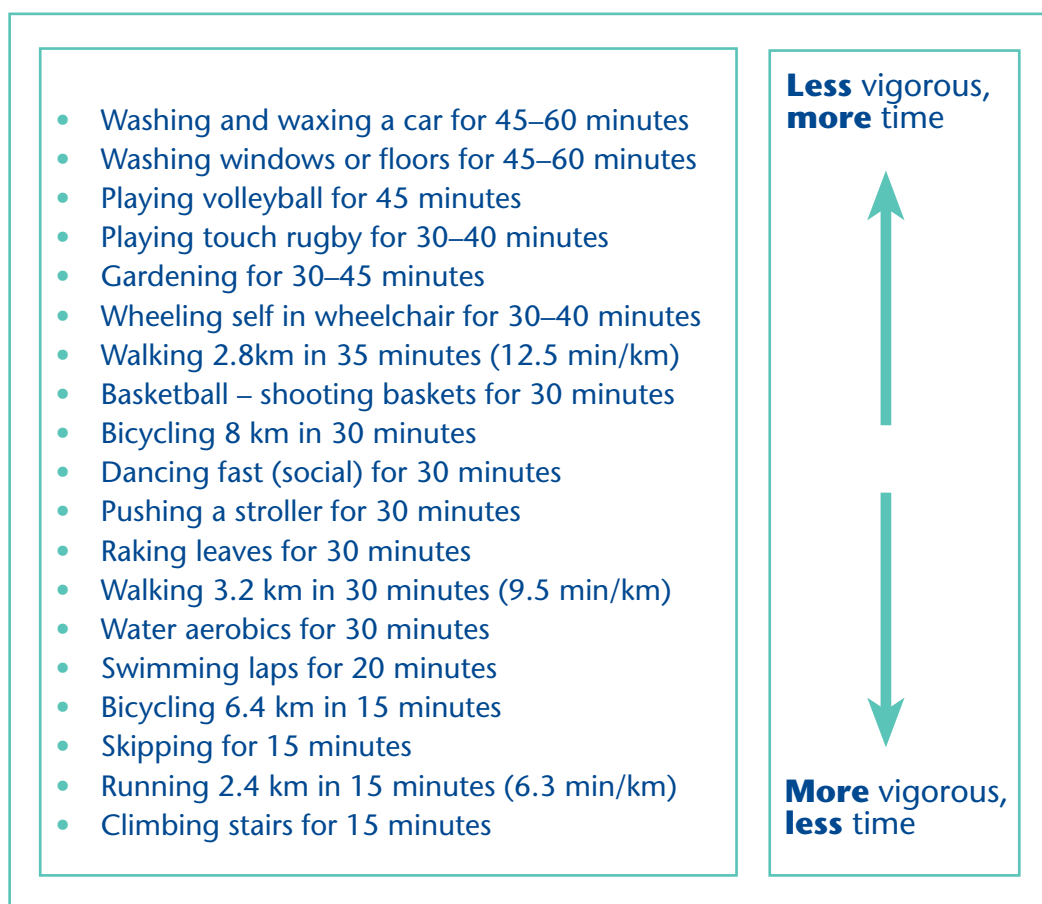 • Washing and waxing a car for 45–60 minutes
• Washing windows or floors for 45–60 minutes
• Playing volleyball for 45 minutes
• Playing touch rugby for 30–40 minutes
• Gardening for 30–45 minutes
• Wheeling self in wheelchair for 30–40 minutes
• Walking 2.8km in 35 minutes (12.5 min/km)
• Basketball – shooting baskets for 30 minutes
• Bicycling 8 km in 30 minutes
• Dancing fast (social) for 30 minutes
• Pushing a stroller for 30 minutes
• Raking leaves for 30 minutes
• Walking 3.2 km in 30 minutes (9.5 min/km)
• Water aerobics for 30 minutes
• Swimming laps for 20 minutes
• Bicycling 6.4 km in 15 minutes
• Skipping for 15 minutes
• Running 2.4 km in 15 minutes (6.3 min/km)
• Climbing stairs for 15 minutes
Less vigorous,
more time
More vigorous,
less time